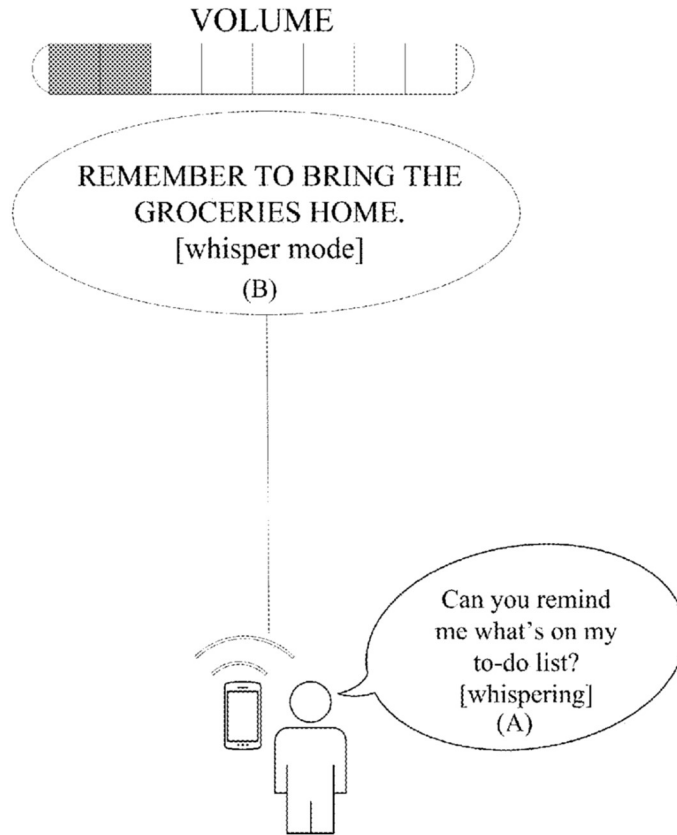 VOLUME
REMEMBER TO BRING THE
GROCERIES HOME.
[whisper mode]
(B)
Can you remind
me what's on my
to-do list?
[whispering]
(A)